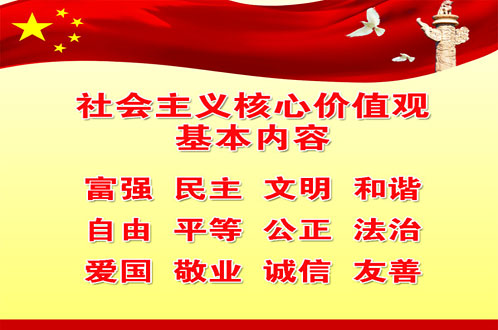 社会主义核心价值观
基本内容
富强 民主 文明 和谐
自由 平等 公正 法治
爱国 敬业 诚信 友善